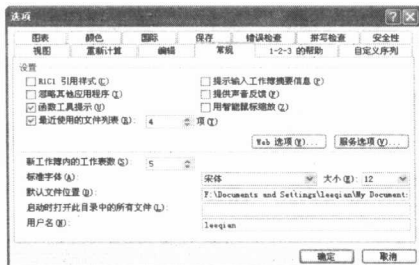 选项
图表 颜色 国际 保存 错误检查 拼写检查 安全性
视图 重新计算 编辑 常规 1-2-3 的帮助 自定义序列
设置
R1C1 引用样式(C) 提示输入工作簿摘要信息(P)
忽略其他应用程序(I) 提供声音反馈(F)
函数工具提示(U) 用智能鼠标缩放(Z)
最近使用的文件列表(R): 4 项(T)
Web 选项(W)... 服务选项(V)...
新工作簿内的工作表数(S): 5
标准字体(A): 宋体 大小(E): 12
默认文件位置(D): F:\Documents and Settings\leeqian\My Document:
启动时打开此目录中的所有文件(L):
用户名(N): leeqian
确定 取消